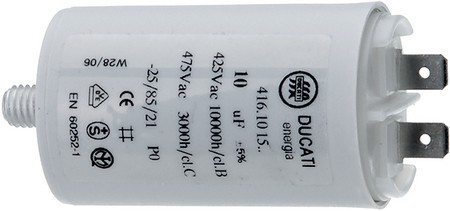 DUCATI
energia
416.10 15..
10 uF ±5%
425Vac 10000h/cl.B
475Vac 3000h/cl.C
-25/85/21 P0
CE
W28/06
EN 60252-1